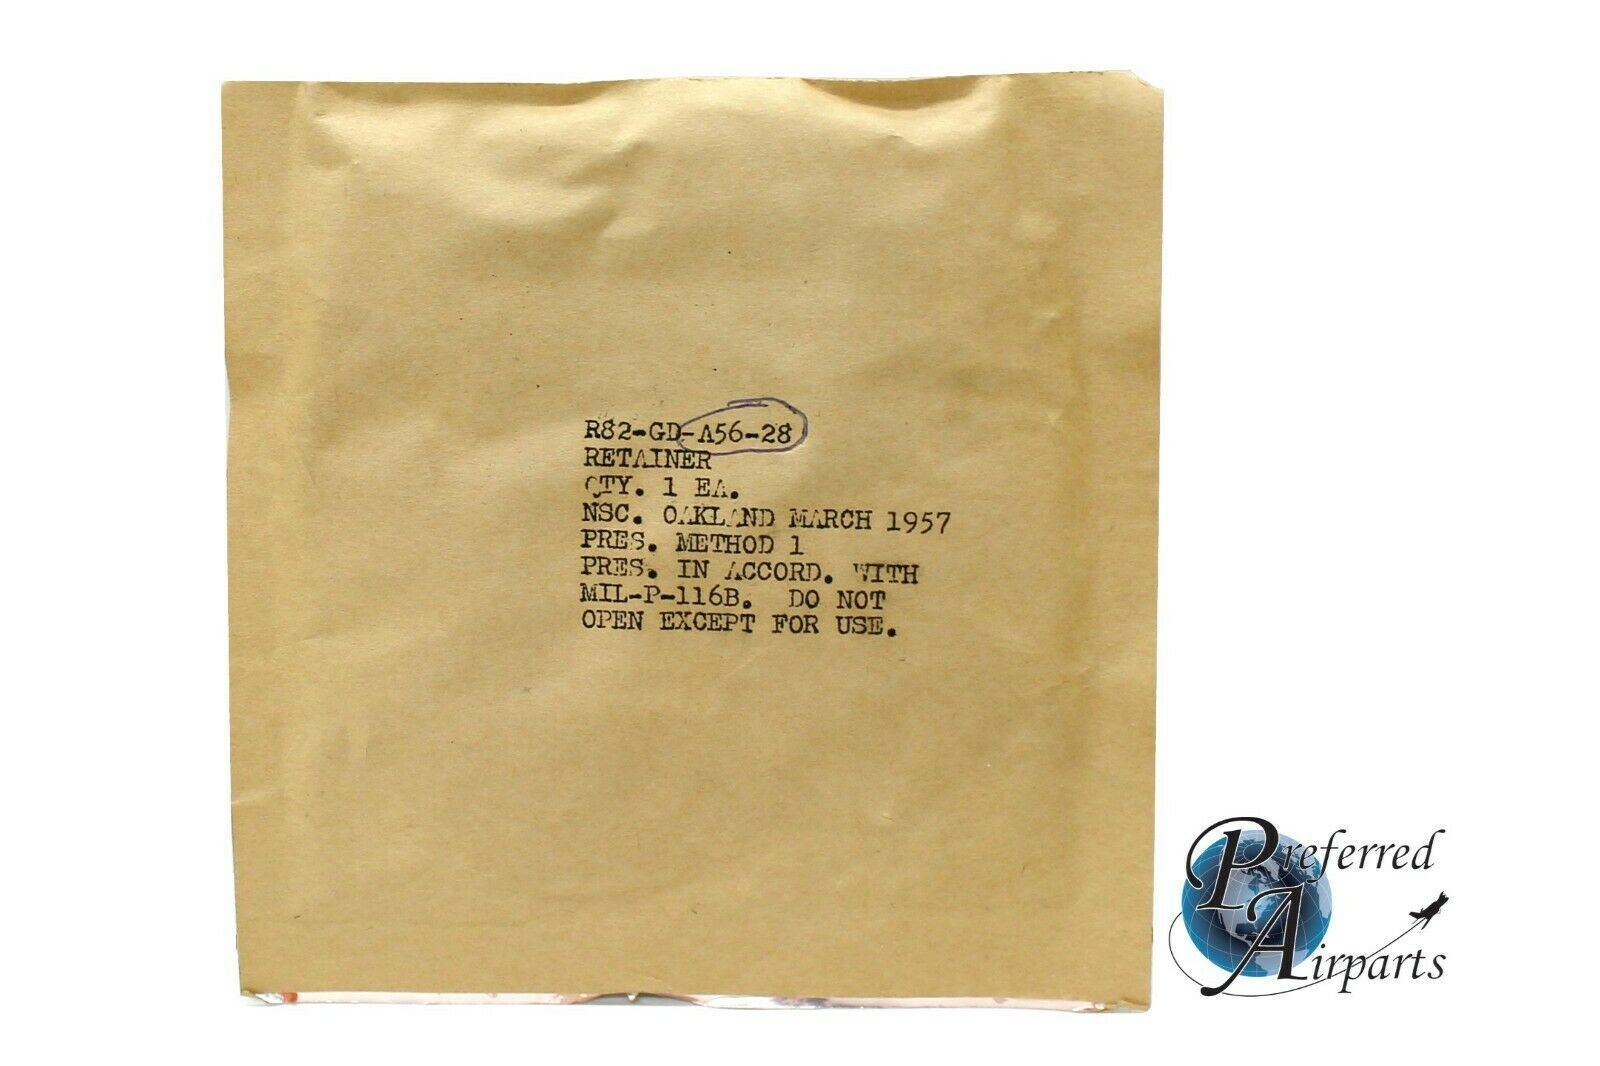 R82-GD-A56-28
RETAINER
QTY. 1 EA.
NSC. OAKLAND MARCH 1957
PRES. METHOD 1
PRES. IN ACCORD. WITH
MIL-P-116B. DO NOT
OPEN EXCEPT FOR USE.
Preferred
Airparts